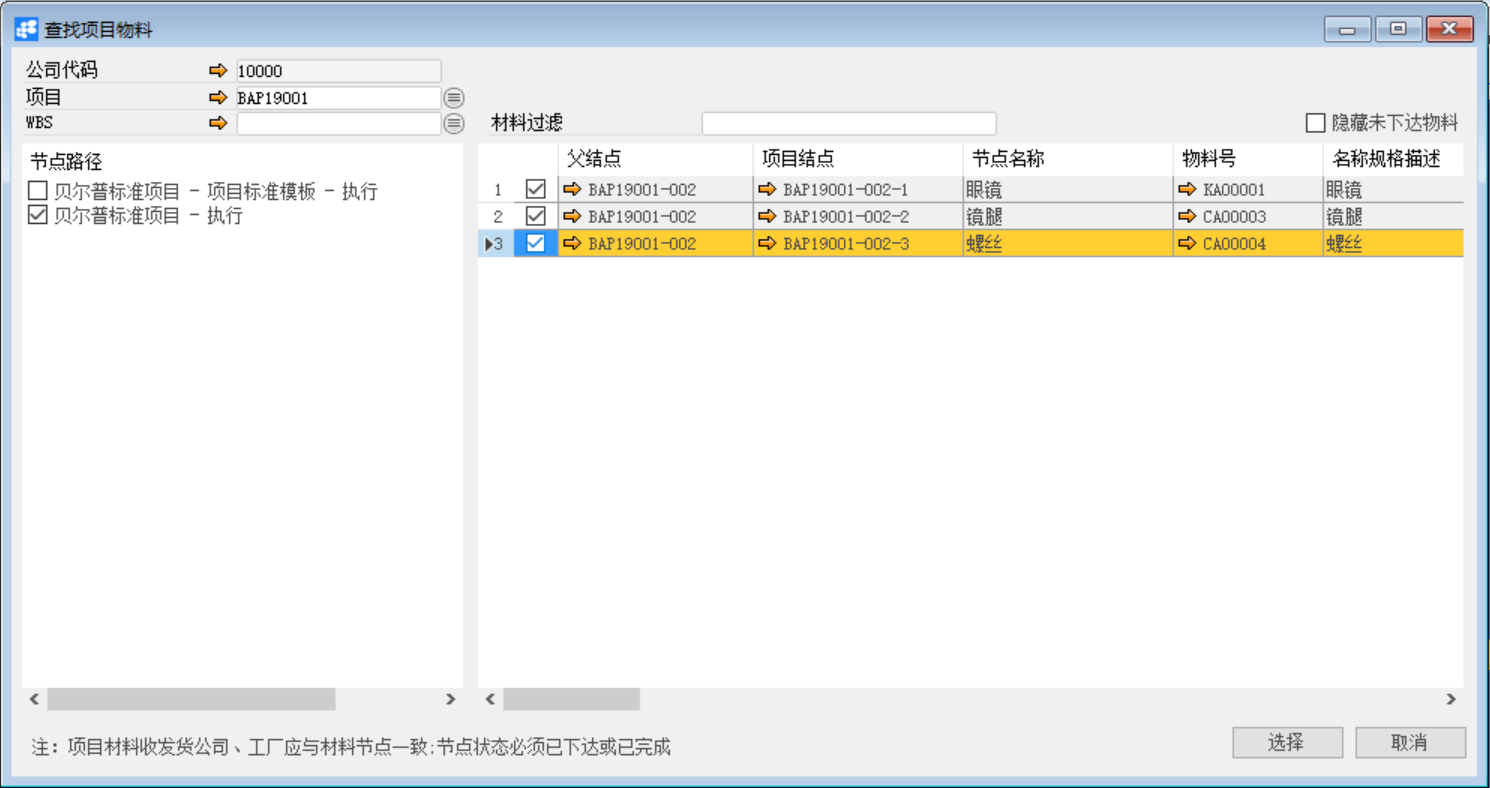 查找项目物料
公司代码 10000
项目 BAP19001
WBS
材料过滤 隐藏未下达物料
节点路径
贝尔普标准项目 - 项目标准模板 - 执行
贝尔普标准项目 - 执行
父结点 项目结点 节点名称 物料号 名称规格描述
1 BAP19001-002 BAP19001-002-1 眼镜 KA00001 眼镜
2 BAP19001-002 BAP19001-002-2 镜腿 CA00003 镜腿
3 BAP19001-002 BAP19001-002-3 螺丝 CA00004 螺丝
注：项目材料收发货公司、工厂应与材料节点一致;节点状态必须已下达或已完成
选择 取消